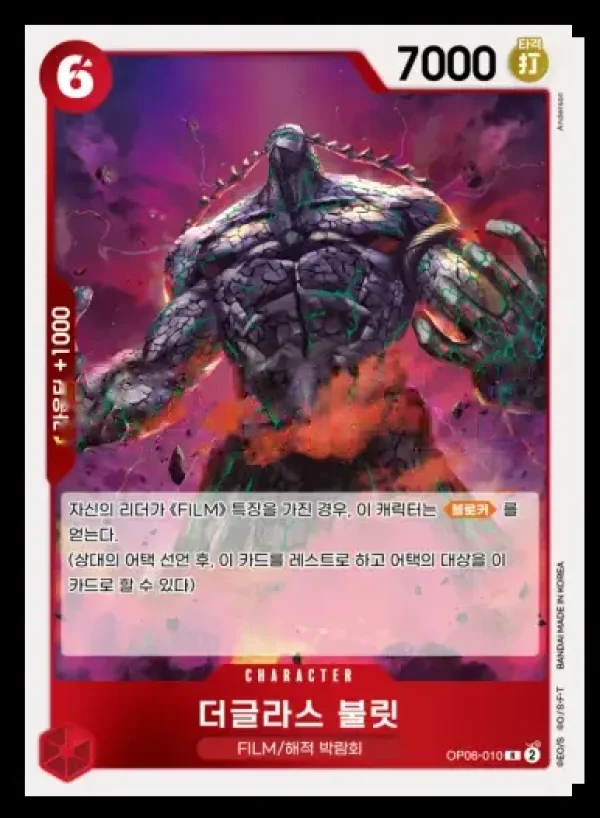 6
7000
타격
打
Anderson
카운터 +1000
자신의 리더가 《FILM》 특징을 가진 경우, 이 캐릭터는 블로커 를
얻는다.
(상대의 어택 선언 후, 이 카드를 레스트로 하고 어택의 대상을 이
카드로 할 수 있다)
CHARACTER
더글라스 불릿
FILM/해적 박람회
OP06-010 R 2
©EO/S ©O./S·F·T BANDAI MADE IN KOREA